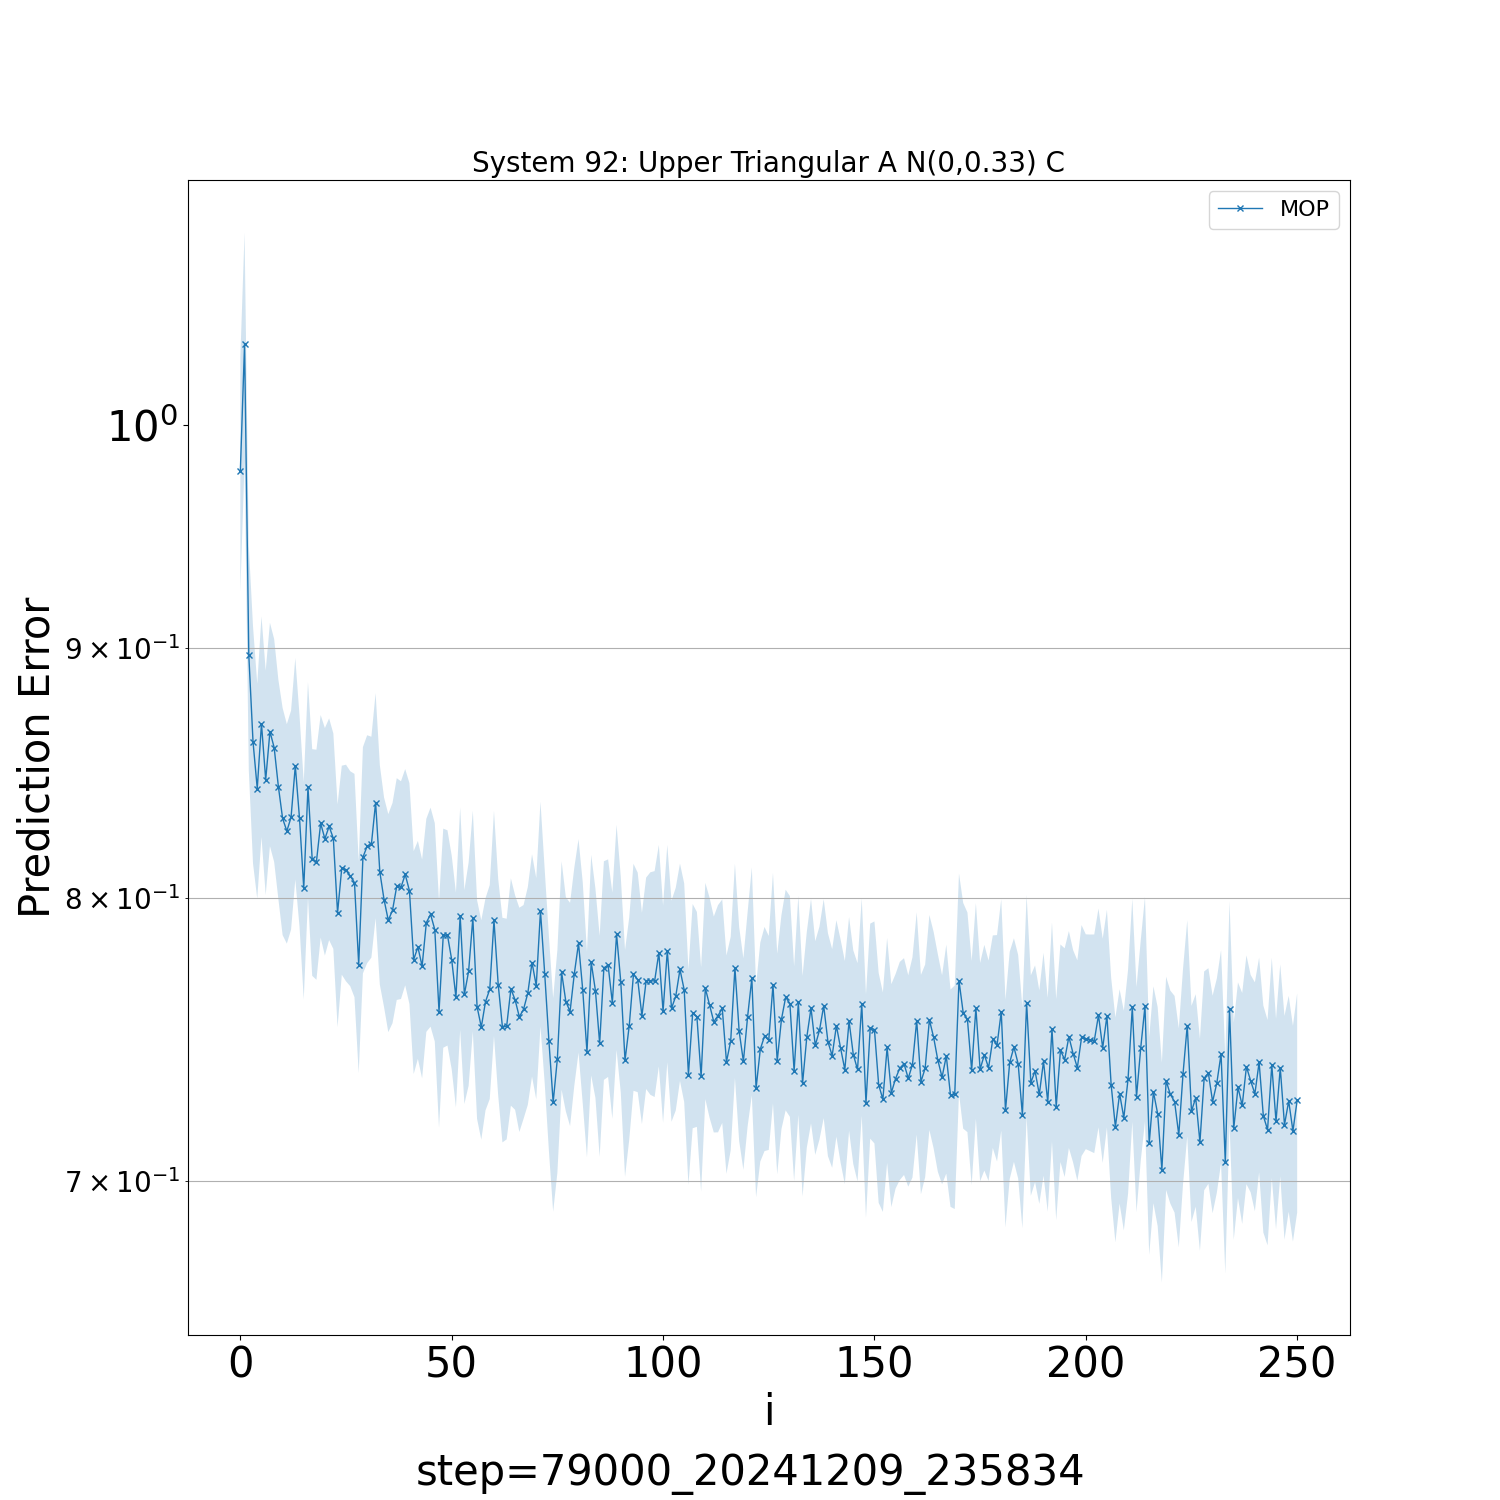 System 92: Upper Triangular A N(0,0.33) C
MOP
10⁰
9 × 10⁻¹
8 × 10⁻¹
7 × 10⁻¹
Prediction Error
0 50 100 150 200 250
i
step=79000_20241209_235834